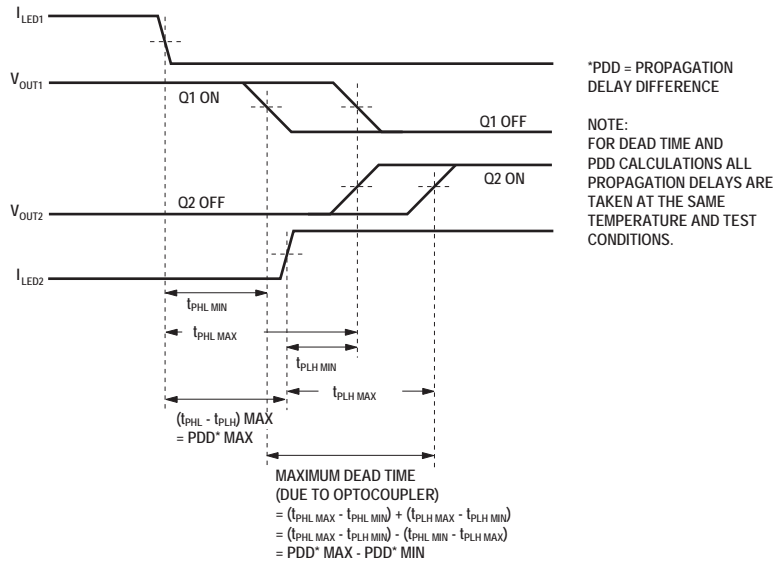 I_LED1
V_OUT1
Q1 ON
Q1 OFF
Q2 OFF
Q2 ON
V_OUT2
I_LED2
t_PHL MIN
t_PHL MAX
t_PLH MIN
t_PLH MAX
(t_PHL - t_PLH) MAX
= PDD* MAX
MAXIMUM DEAD TIME
(DUE TO OPTOCOUPLER)
= (t_PHL MAX - t_PHL MIN) + (t_PLH MAX - t_PLH MIN)
= (t_PHL MAX - t_PLH MIN) - (t_PHL MIN - t_PLH MAX)
= PDD* MAX - PDD* MIN
*PDD = PROPAGATION
DELAY DIFFERENCE
NOTE:
FOR DEAD TIME AND
PDD CALCULATIONS ALL
PROPAGATION DELAYS ARE
TAKEN AT THE SAME
TEMPERATURE AND TEST
CONDITIONS.